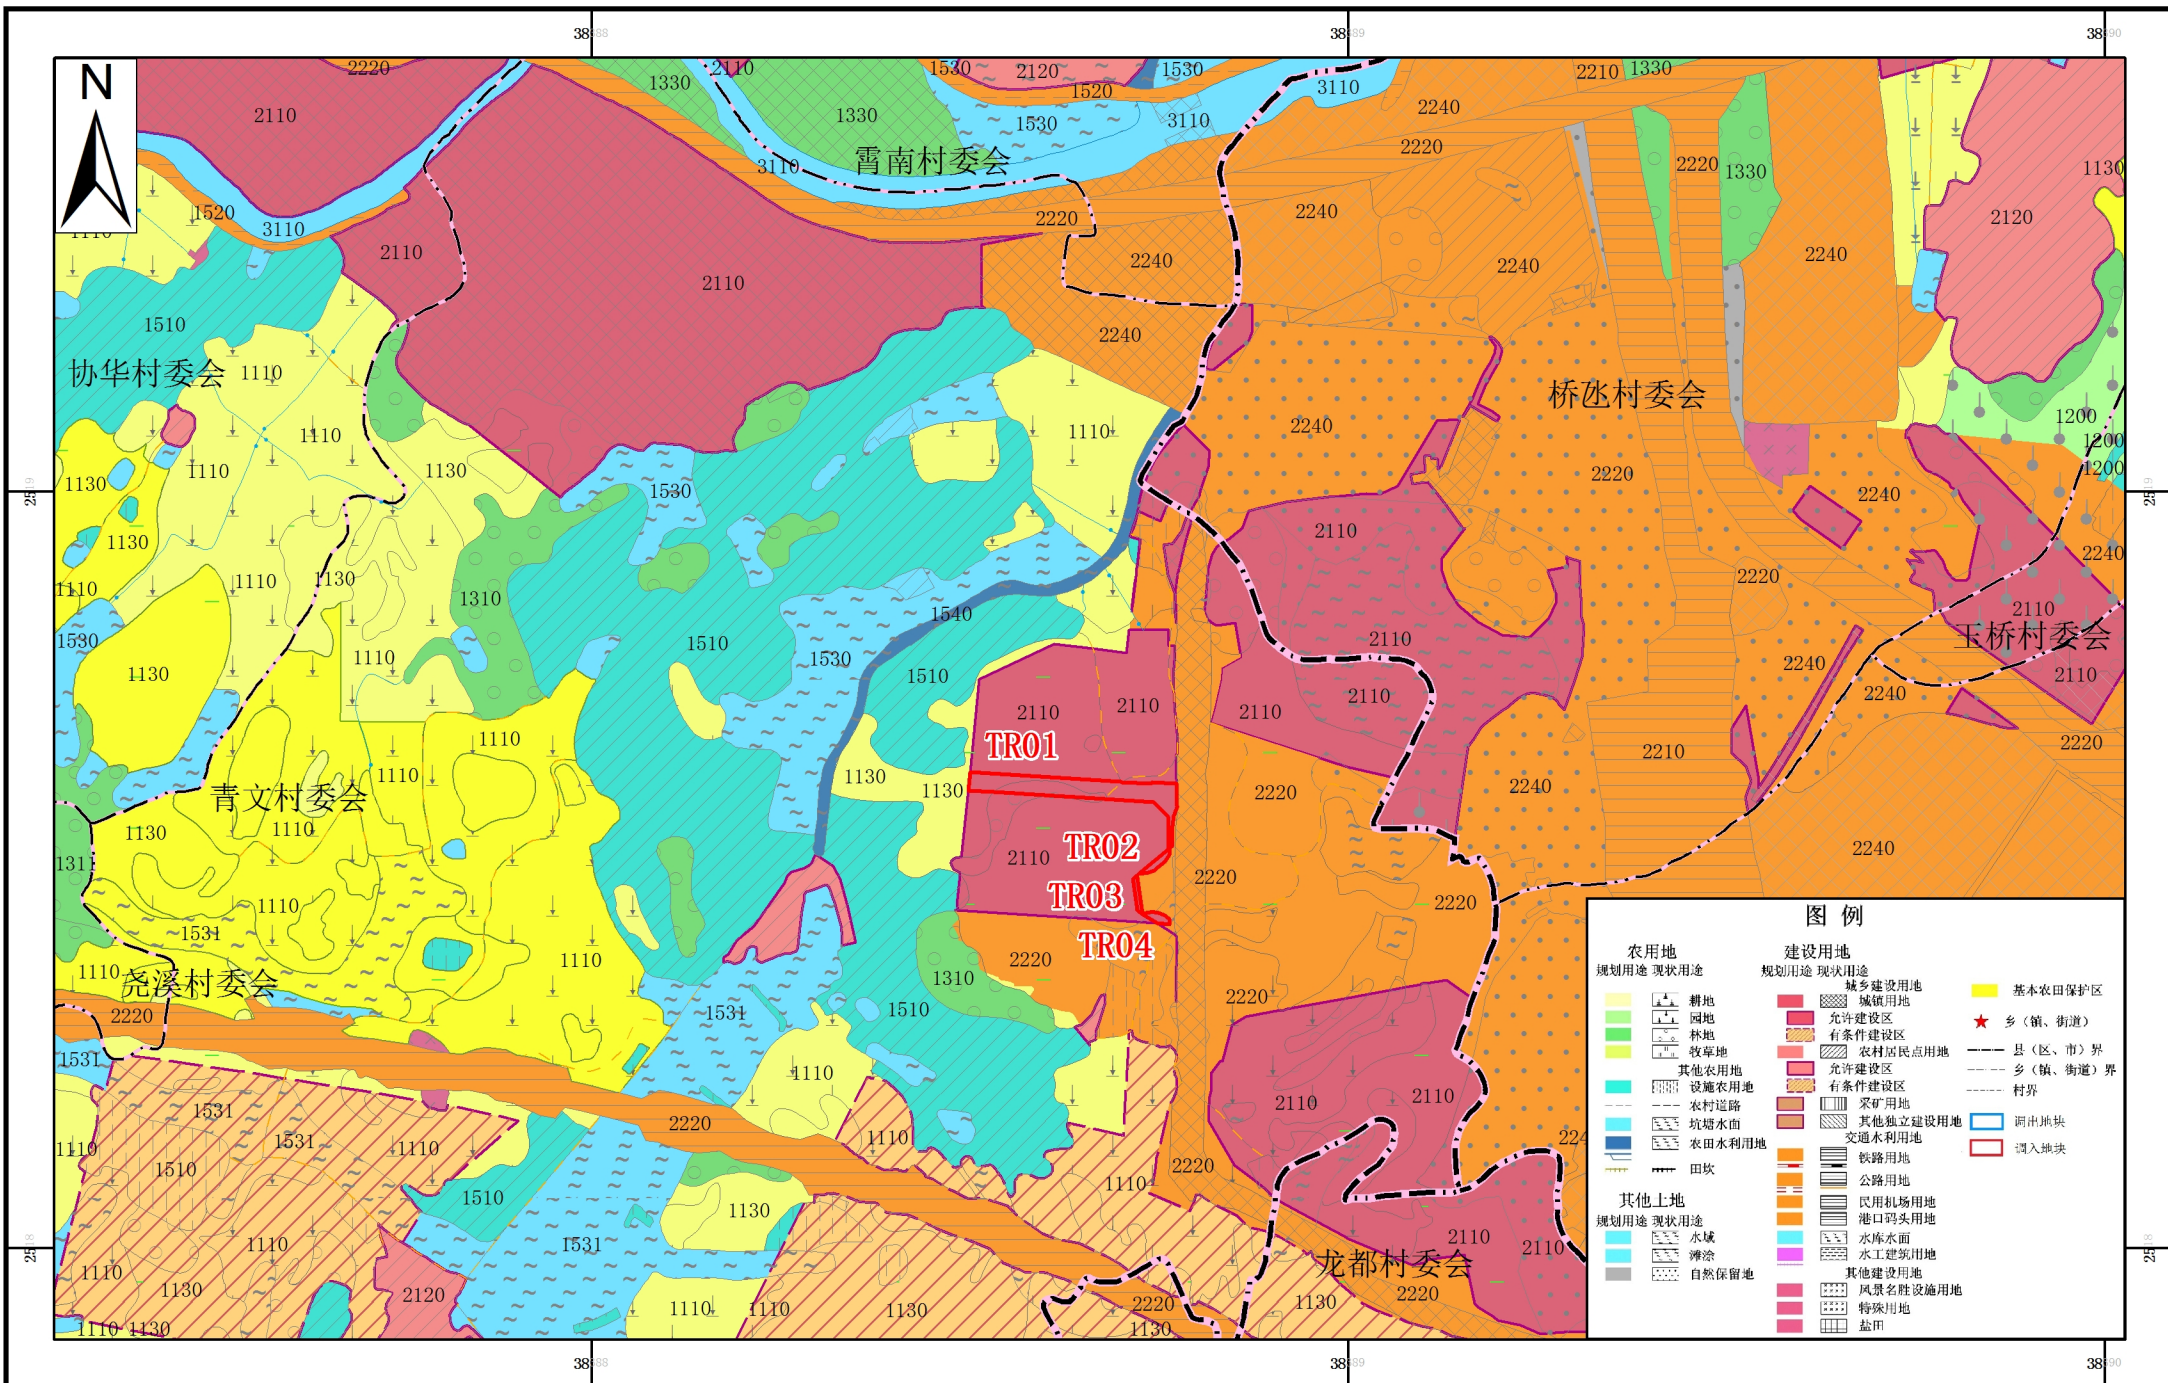 38388
38389
38390
N
2220
2110
1330
2110
1530
2120
1530
1520
3110
2210
1330
2240
2110
1330
1530
3110
2220
2220
1330
1130
霄南村委会
3110
1520
3110
2220
2240
2120
2110
2110
2240
2240
2240
1510
2240
协华村委会
1110
桥氹村委会
1110
1110
2240
1200
1200
1200
1130
1110
1130
1530
2220
2240
1130
2110
2240
1110
1110
1130
1310
1540
2220
2110
1530
1510
1530
2110
玉桥村委会
1130
1110
1510
2110
2240
2240
2110
2110
2110
2110
2110
1110
TR01
2210
2220
青文村委会
1110
1130
1130
2220
2240
1130
1110
TR02
2240
1311
2110
2220
TR03
1110
1531
2220
TR04
1110
1110
2220
1310
尧溪村委会
2220
1531
1510
2220
1531
1110
2110
2110
1531
1531
1110
2220
1110
1110
1510
2220
1110
1510
1130
1110
1531
2110
2110
1110
龙都村委会
1130
2120
1110
1110
1130
2220
1130
2220
1110
1130
1130
图 例
农用地
规划用途 现状用途
耕地
园地
林地
牧草地
其他农用地
设施农用地
农村道路
坑塘水面
农田水利用地
田坎
其他土地
规划用途 现状用途
水域
滩涂
自然保留地
建设用地
规划用途 现状用途
城乡建设用地
城镇用地
允许建设区
有条件建设区
农村居民点用地
允许建设区
有条件建设区
采矿用地
其他独立建设用地
交通水利用地
铁路用地
公路用地
民用机场用地
港口码头用地
水库水面
水工建筑用地
其他建设用地
风景名胜设施用地
特殊用地
盐田
基本农田保护区
乡（镇、街道）
县（区、市）界
乡（镇、街道）界
村界
调出地块
调入地块
38388
38389
38390